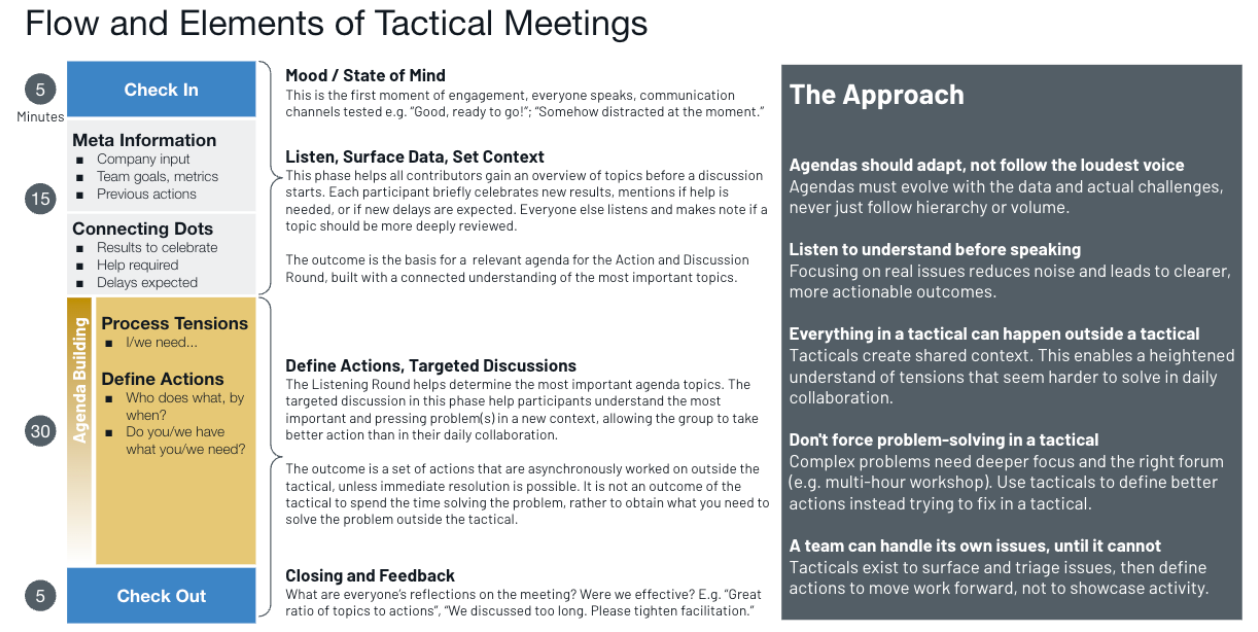 Flow and Elements of Tactical Meetings
5
Minutes
Check In
Meta Information
■ Company input
■ Team goals, metrics
■ Previous actions
15
Connecting Dots
■ Results to celebrate
■ Help required
■ Delays expected
Agenda Building
Process Tensions
■ I/we need...
Define Actions
■ Who does what, by
when?
■ Do you/we have
what you/we need?
30
5
Check Out
Mood / State of Mind
This is the first moment of engagement, everyone speaks, communication
channels tested e.g. “Good, ready to go!”; “Somehow distracted at the moment.”
Listen, Surface Data, Set Context
This phase helps all contributors gain an overview of topics before a discussion
starts. Each participant briefly celebrates new results, mentions if help is
needed, or if new delays are expected. Everyone else listens and makes note if a
topic should be more deeply reviewed.
The outcome is the basis for a relevant agenda for the Action and Discussion
Round, built with a connected understanding of the most important topics.
Define Actions, Targeted Discussions
The Listening Round helps determine the most important agenda topics. The
targeted discussion in this phase help participants understand the most
important and pressing problem(s) in a new context, allowing the group to take
better action than in their daily collaboration.
The outcome is a set of actions that are asynchronously worked on outside the
tactical, unless immediate resolution is possible. It is not an outcome of the
tactical to spend the time solving the problem, rather to obtain what you need to
solve the problem outside the tactical.
Closing and Feedback
What are everyone’s reflections on the meeting? Were we effective? E.g. “Great
ratio of topics to actions”, “We discussed too long. Please tighten facilitation.”
The Approach
Agendas should adapt, not follow the loudest voice
Agendas must evolve with the data and actual challenges,
never just follow hierarchy or volume.
Listen to understand before speaking
Focusing on real issues reduces noise and leads to clearer,
more actionable outcomes.
Everything in a tactical can happen outside a tactical
Tacticals create shared context. This enables a heightened
understand of tensions that seem harder to solve in daily
collaboration.
Don't force problem-solving in a tactical
Complex problems need deeper focus and the right forum
(e.g. multi-hour workshop). Use tacticals to define better
actions instead trying to fix in a tactical.
A team can handle its own issues, until it cannot
Tacticals exist to surface and triage issues, then define
actions to move work forward, not to showcase activity.